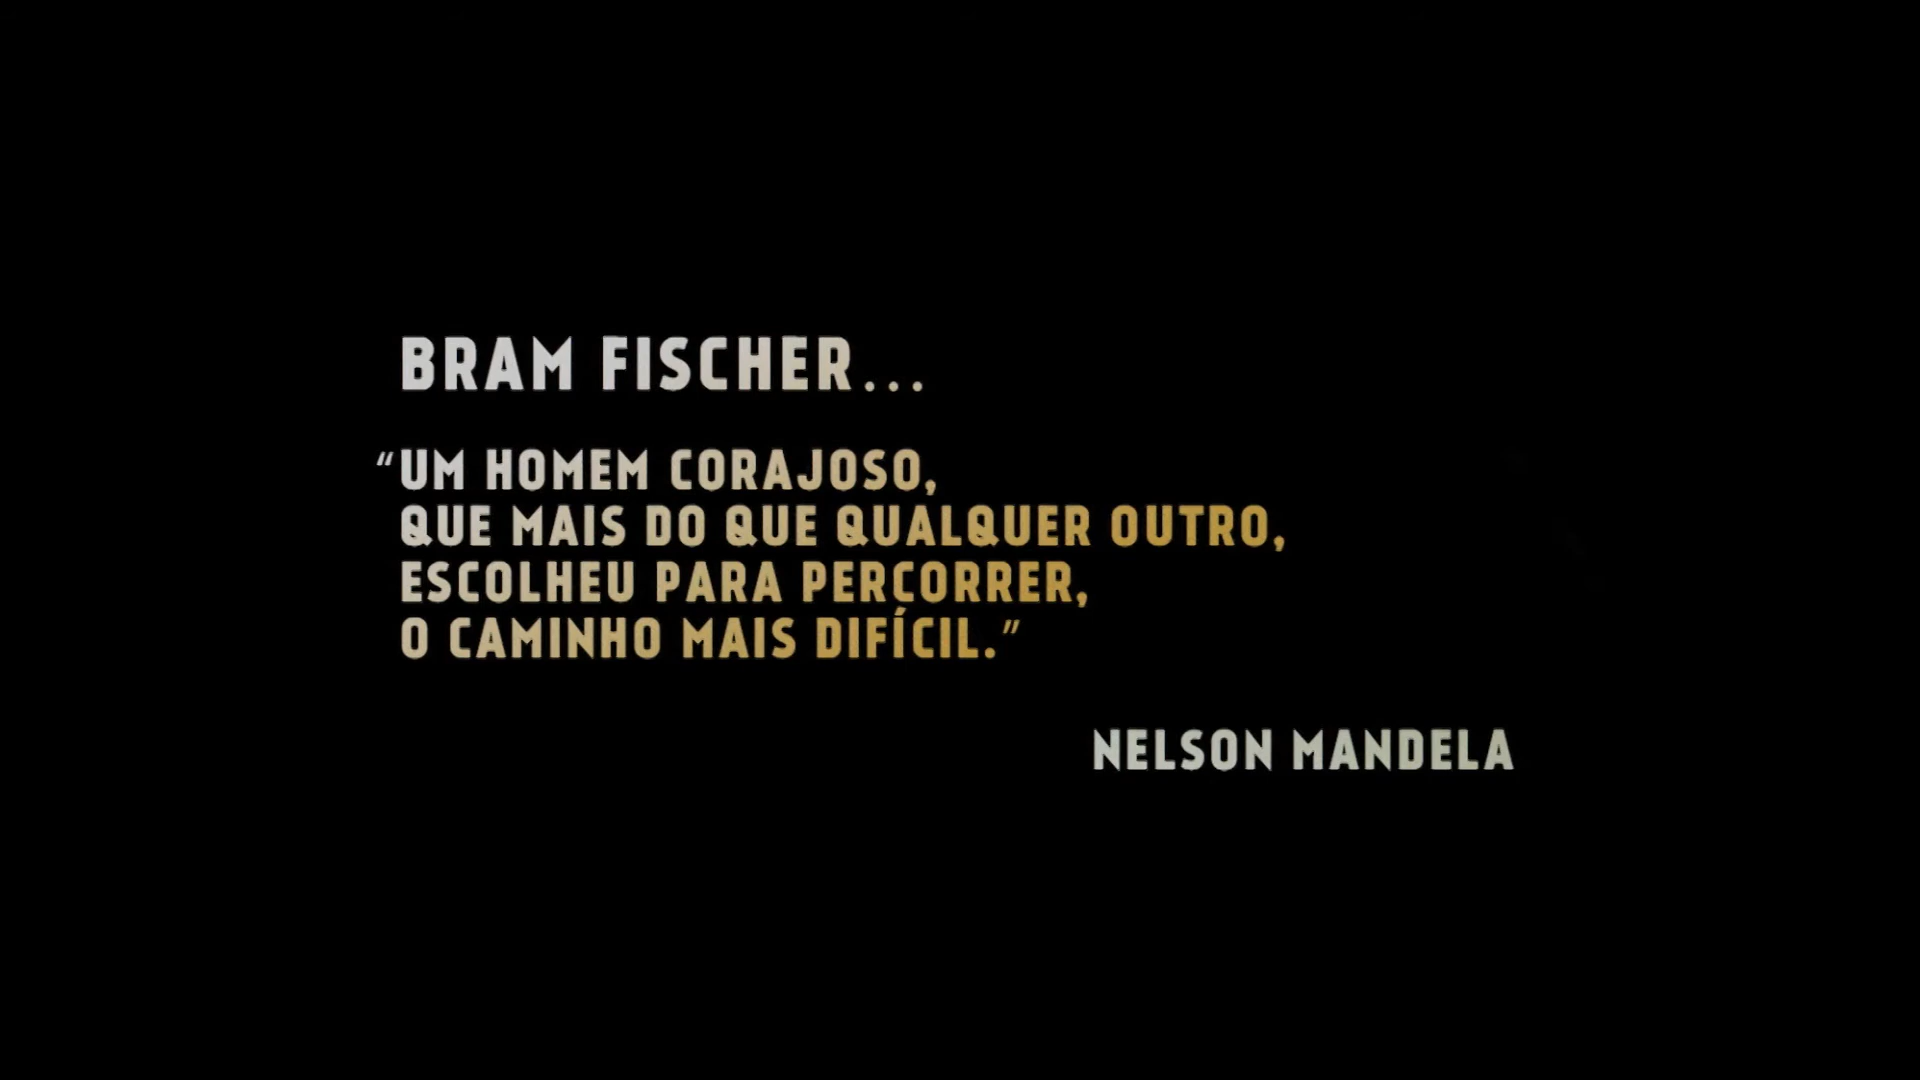 BRAM FISCHER...
“UM HOMEM CORAJOSO,
QUE MAIS DO QUE QUALQUER OUTRO,
ESCOLHEU PARA PERCORRER,
O CAMINHO MAIS DIFÍCIL.”
NELSON MANDELA